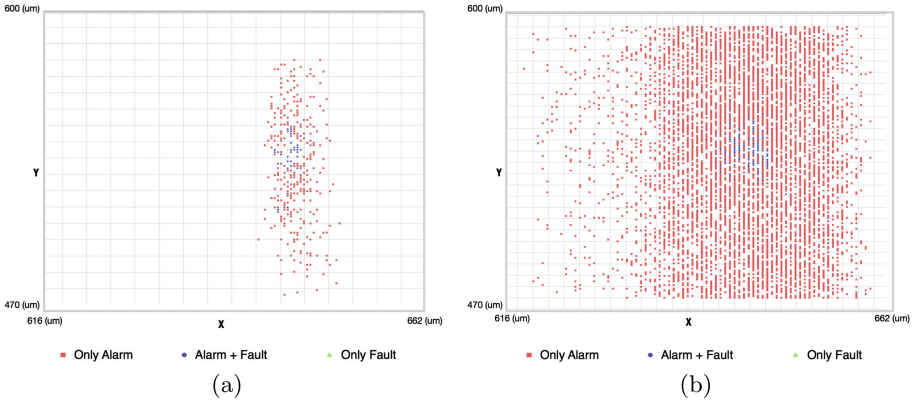 600 (um)
Y
470 (um)
616 (um)
X
662 (um)
Only Alarm
Alarm + Fault
Only Fault
(a)
600 (um)
Y
470 (um)
616 (um)
X
662 (um)
Only Alarm
Alarm + Fault
Only Fault
(b)